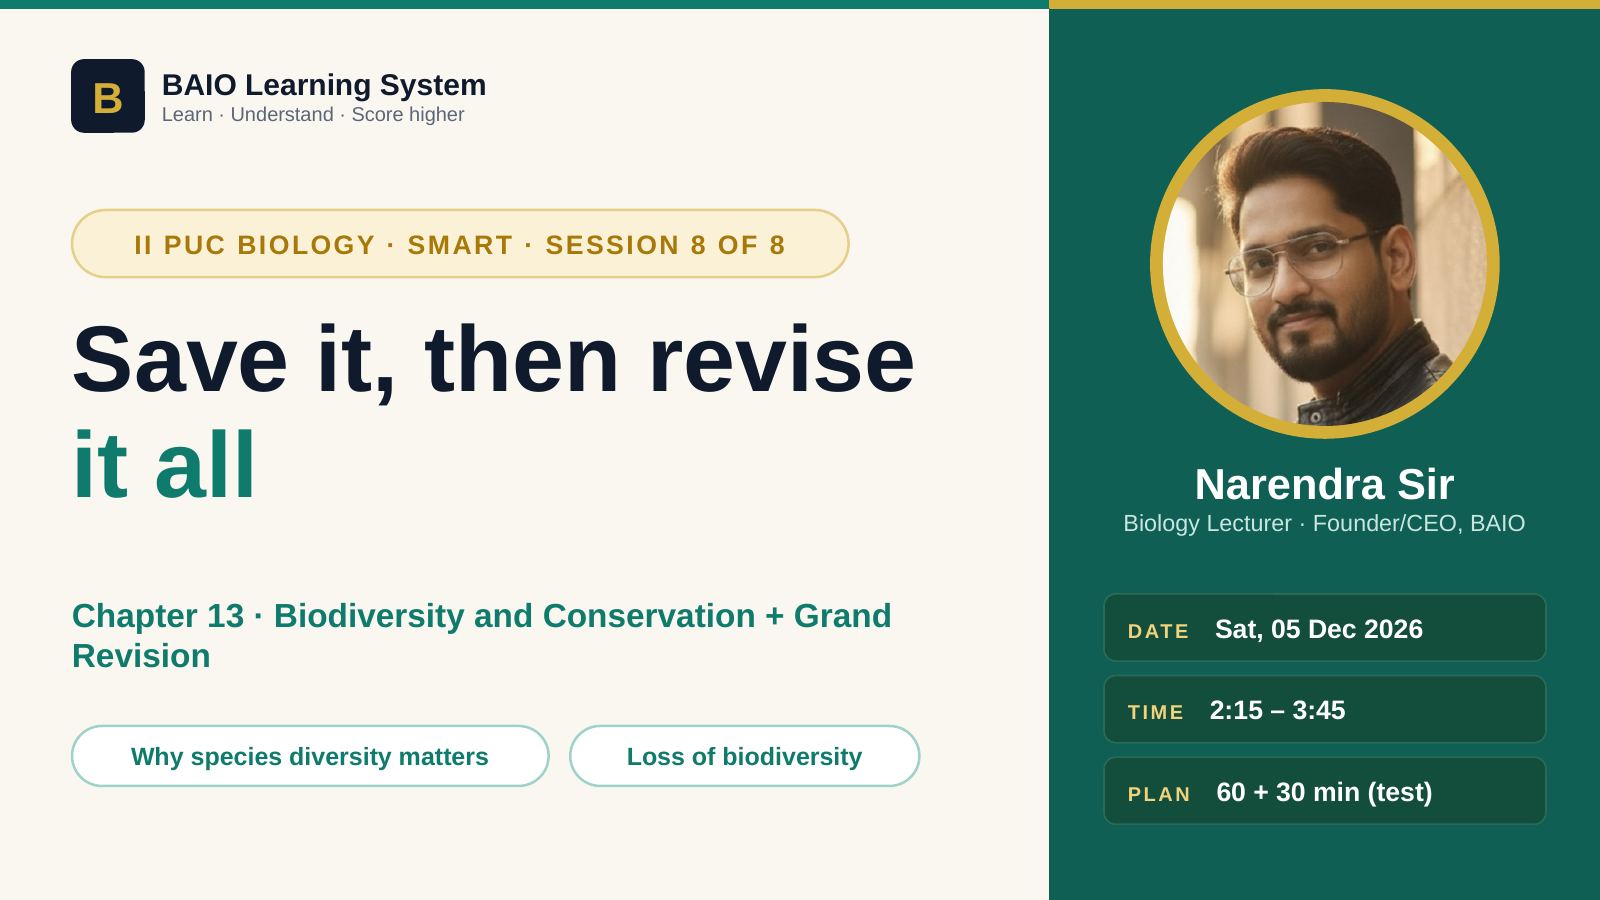 B
BAIO Learning System
Learn · Understand · Score higher
II PUC BIOLOGY · SMART · SESSION 8 OF 8
Save it, then revise
it all
Chapter 13 · Biodiversity and Conservation + Grand
Revision
Why species diversity matters
Loss of biodiversity
Narendra Sir
Biology Lecturer · Founder/CEO, BAIO
DATE Sat, 05 Dec 2026
TIME 2:15 – 3:45
PLAN 60 + 30 min (test)